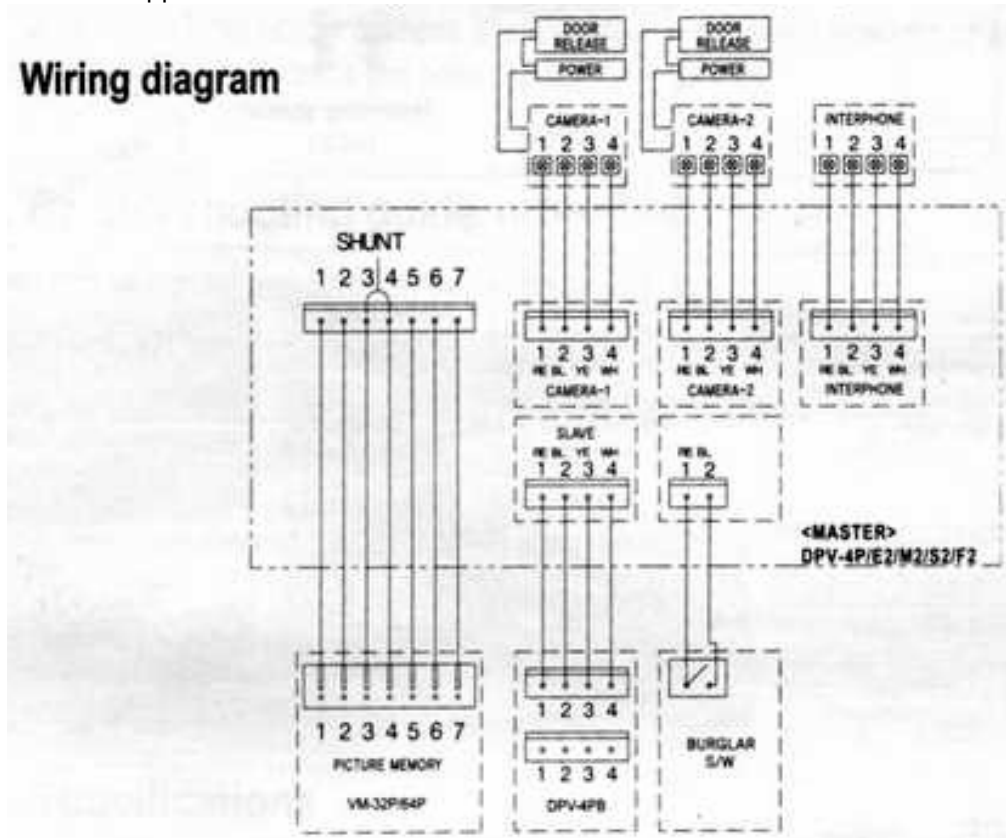 Wiring diagram
DOOR RELEASE
POWER
DOOR RELEASE
POWER
CAMERA-1
1 2 3 4
CAMERA-2
1 2 3 4
INTERPHONE
1 2 3 4
SHUNT
1 2 3 4 5 6 7
1 2 3 4
RE BL YE WH
CAMERA-1
1 2 3 4
RE BL YE WH
CAMERA-2
1 2 3 4
RE BL YE WH
INTERPHONE
SLAVE
RE BL YE WH
1 2 3 4
RE BL
1 2
<MASTER>
DPV-4P/E2/M2/S2/F2
1 2 3 4 5 6 7
PICTURE MEMORY
VM-32P/64P
1 2 3 4
1 2 3 4
DPV-4PB
BURGLAR
S/W